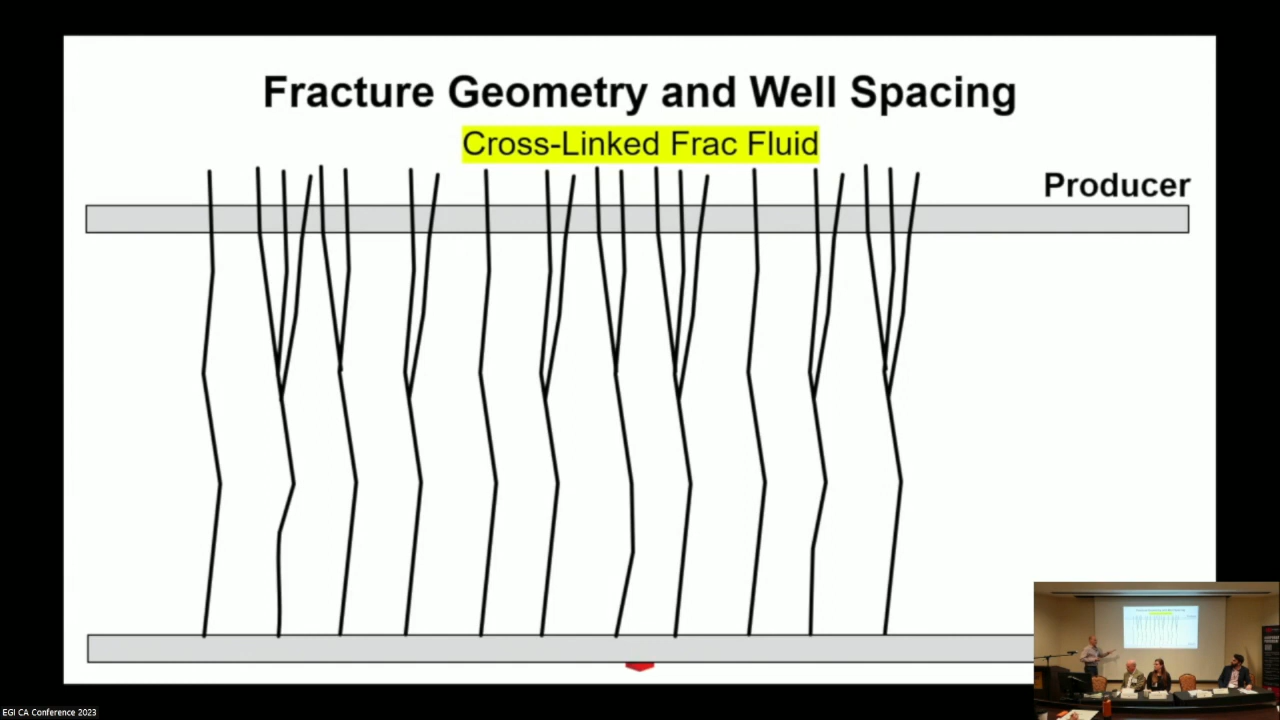 Fracture Geometry and Well Spacing
Cross-Linked Frac Fluid
Producer
EGI CA Conference 2023